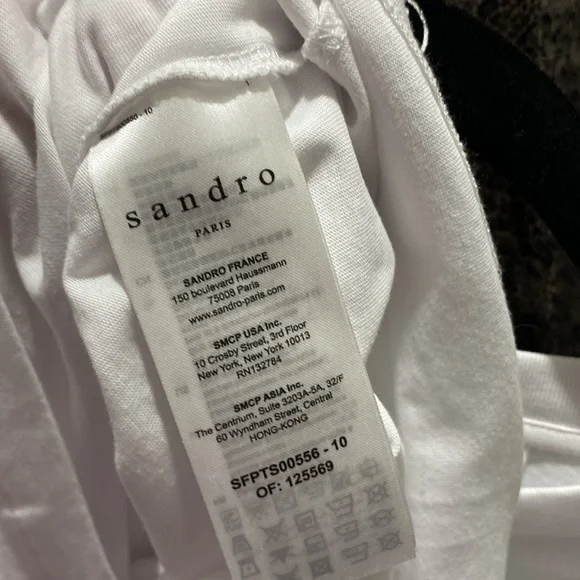 sandro
PARIS
SANDRO FRANCE
150 boulevard Haussmann
75008 Paris
www.sandro-paris.com
SMCP USA Inc.
10 Crosby Street, 3rd Floor
New York, New York 10013
RN132784
SMCP ASIA Inc.
The Centrium, Suite 3203A-5A, 32/F
60 Wyndham Street, Central
HONG-KONG
SFPTS00556 - 10
OF: 125569